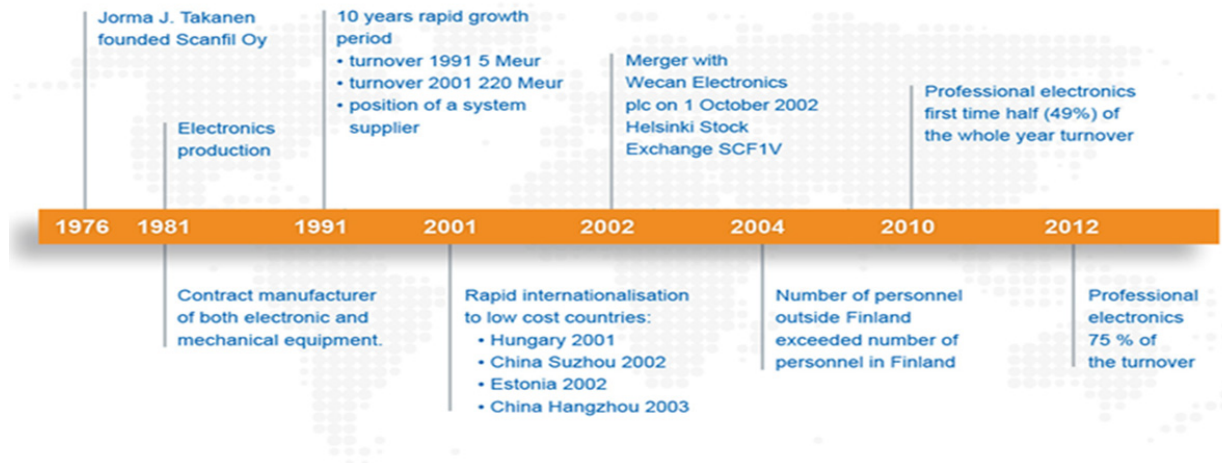 Jorma J. Takanen
founded Scanfil Oy
Electronics
production
10 years rapid growth
period
• turnover 1991 5 Meur
• turnover 2001 220 Meur
• position of a system
supplier
Merger with
Wecan Electronics
plc on 1 October 2002
Helsinki Stock
Exchange SCF1V
Professional electronics
first time half (49%) of
the whole year turnover
1976 1981 1991 2001 2002 2004 2010 2012
Contract manufacturer
of both electronic and
mechanical equipment.
Rapid internationalisation
to low cost countries:
• Hungary 2001
• China Suzhou 2002
• Estonia 2002
• China Hangzhou 2003
Number of personnel
outside Finland
exceeded number of
personnel in Finland
Professional
electronics
75 % of
the turnover